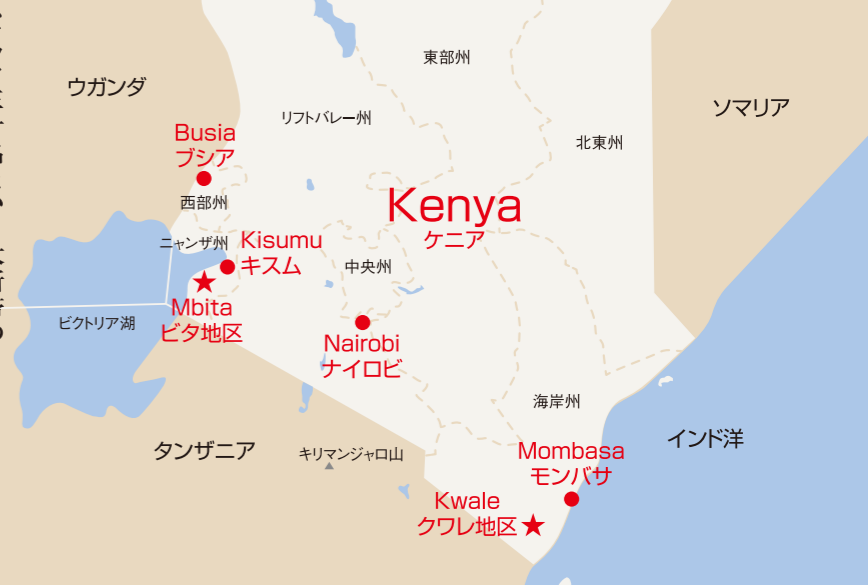 東部州
ウガンダ
ソマリア
リフトバレー州
Busia
ブシア
北東州
西部州
Kenya
ケニア
ニャンザ州
Kisumu
キスム
中央州
Mbita
ビタ地区
ビクトリア湖
Nairobi
ナイロビ
海岸州
インド洋
タンザニア
キリマンジャロ山
Mombasa
モンバサ
Kwale
クワレ地区